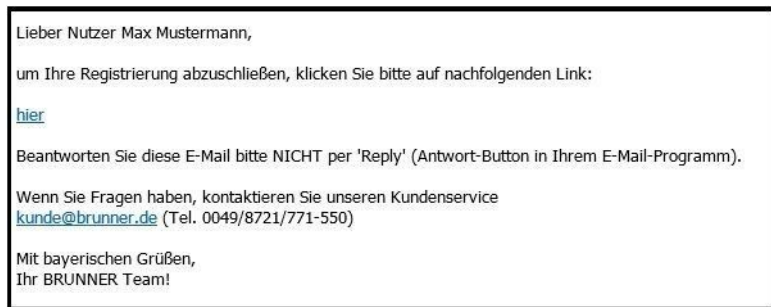 Lieber Nutzer Max Mustermann,
um Ihre Registrierung abzuschließen, klicken Sie bitte auf nachfolgenden Link:
hier
Beantworten Sie diese E-Mail bitte NICHT per 'Reply' (Antwort-Button in Ihrem E-Mail-Programm).
Wenn Sie Fragen haben, kontaktieren Sie unseren Kundenservice
kunde@brunner.de (Tel. 0049/8721/771-550)
Mit bayerischen Grüßen,
Ihr BRUNNER Team!